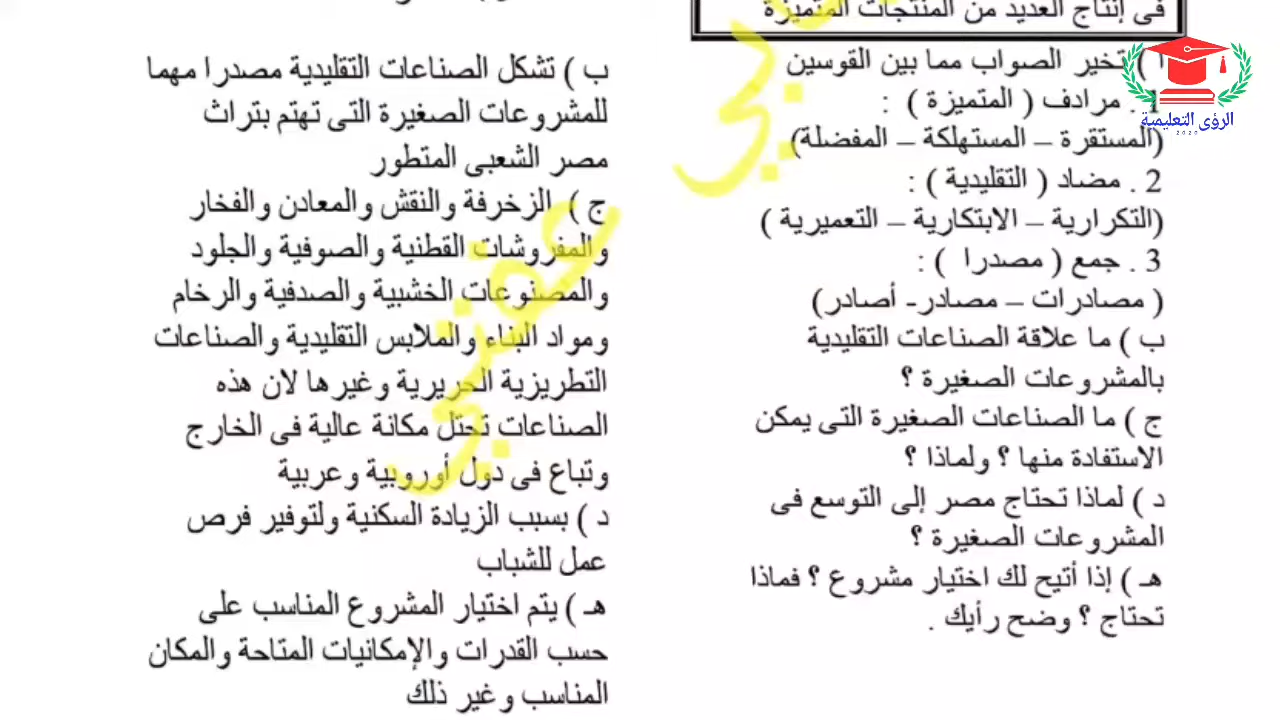 فى إنتاج العديد من المنتجات المتميزة
ا ) تخير الصواب مما بين القوسين
1. مرادف ( المتميزة ) :
(المستقرة – المستهلكة – المفضلة)
2 . مضاد ( التقليدية ) :
(التكرارية – الابتكارية – التعميرية )
3 . جمع ( مصدرا ) :
( مصادرات – مصادر- أصادر)
ب ) ما علاقة الصناعات التقليدية
بالمشروعات الصغيرة ؟
ج ) ما الصناعات الصغيرة التى يمكن
الاستفادة منها ؟ ولماذا ؟
د ) لماذا تحتاج مصر إلى التوسع فى
المشروعات الصغيرة ؟
هـ ) إذا أتيح لك اختيار مشروع ؟ فماذا
تحتاج ؟ وضح رأيك .
ب ) تشكل الصناعات التقليدية مصدرا مهما
للمشروعات الصغيرة التى تهتم بتراث
مصر الشعبى المتطور
ج ) الزخرفة والنقش والمعادن والفخار
والمفروشات القطنية والصوفية والجلود
والمصنوعات الخشبية والصدفية والرخام
ومواد البناء والملابس التقليدية والصناعات
التطريزية الحريرية وغيرها لان هذه
الصناعات تحتل مكانة عالية فى الخارج
وتباع فى دول أوروبية وعربية
د ) بسبب الزيادة السكنية ولتوفير فرص
عمل للشباب
هـ ) يتم اختيار المشروع المناسب على
حسب القدرات والإمكانيات المتاحة والمكان
المناسب وغير ذلك
الرؤى التعليمية
2020